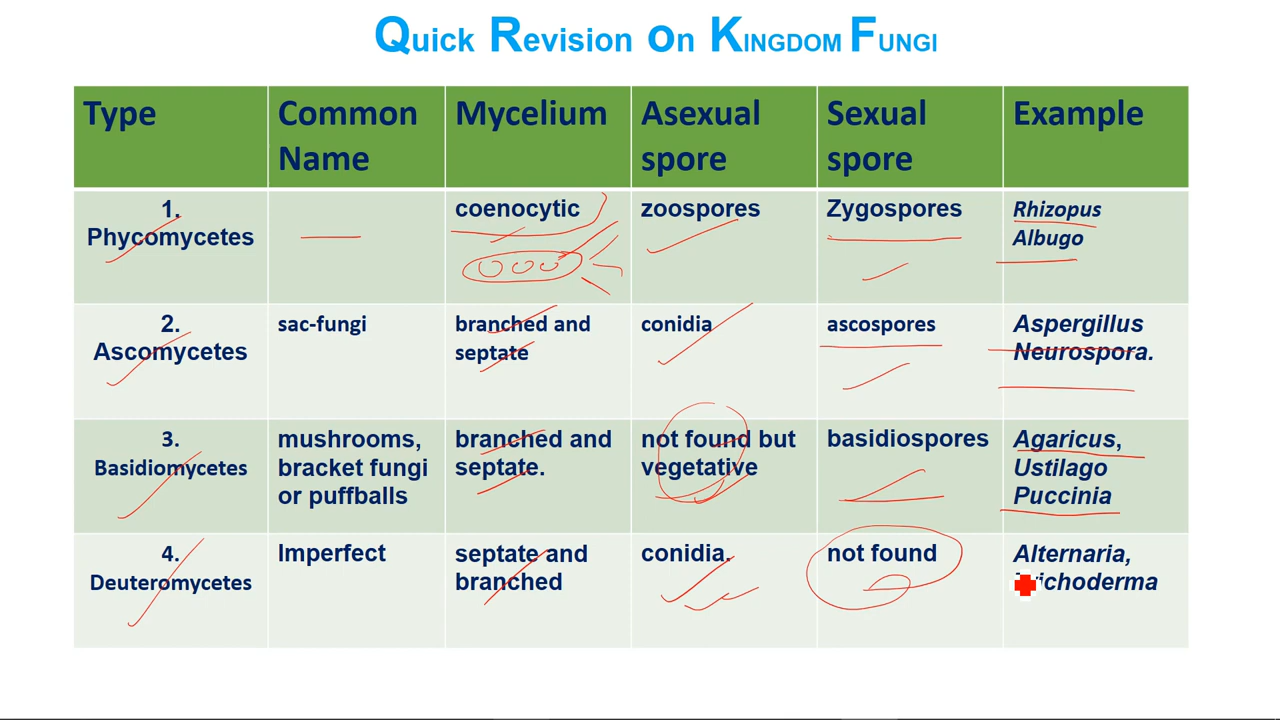 Quick Revision on KINGDOM FUNGI
Type
Common
Name
Mycelium
Asexual
spore
Sexual
spore
Example
1.
Phycomycetes
coenocytic
zoospores
Zygospores
Rhizopus
Albugo
2.
Ascomycetes
sac-fungi
branched and
septate
conidia
ascospores
Aspergillus
Neurospora.
3.
Basidiomycetes
mushrooms,
bracket fungi
or puffballs
branched and
septate.
not found but
vegetative
basidiospores
Agaricus,
Ustilago
Puccinia
4.
Deuteromycetes
Imperfect
septate and
branched
conidia.
not found
Alternaria,
Trichoderma